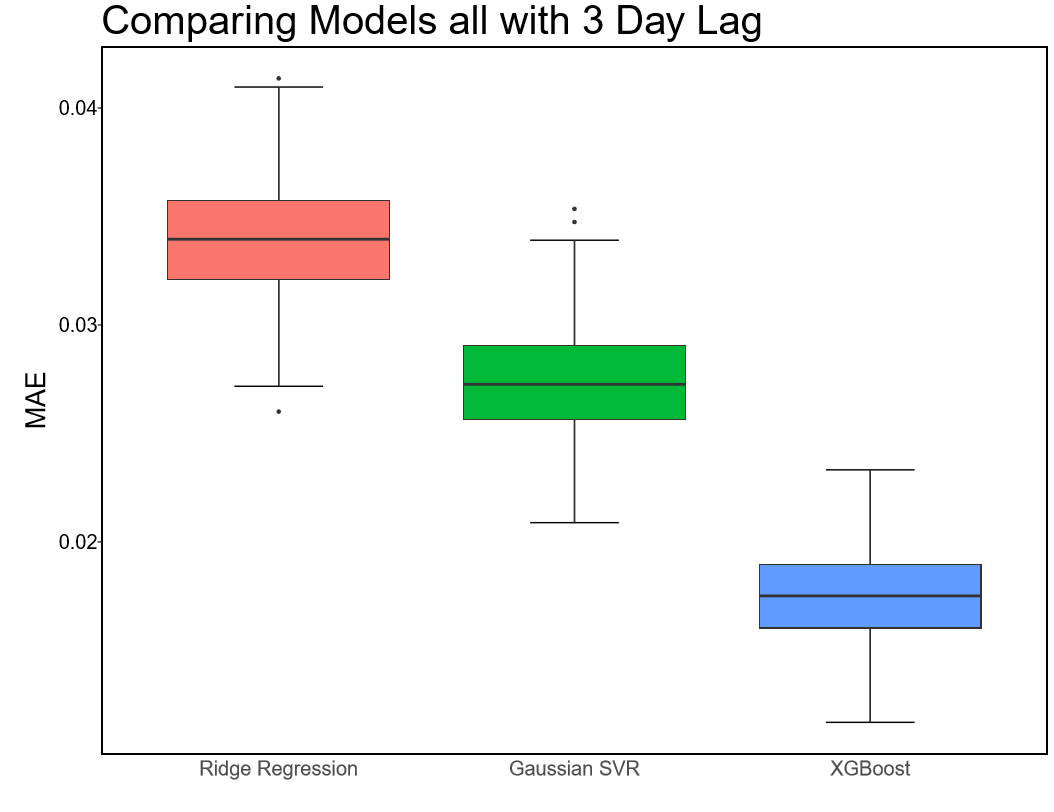 Comparing Models all with 3 Day Lag
0.04
0.03
0.02
MAE
Ridge Regression
Gaussian SVR
XGBoost